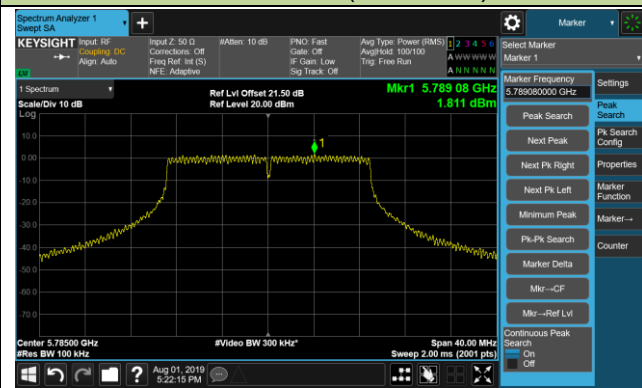 Spectrum Analyzer 1
Swept SA
Marker
KEYSIGHT
Input: RF
Coupling: DC
Align: Auto
Input Z: 50 Ω
Corrections: Off
Freq Ref: Int (S)
NFE: Adaptive
#Atten: 10 dB
PNO: Fast
Gate: Off
IF Gain: Low
Sig Track: Off
Avg Type: Power (RMS)
Avg|Hold: 100/100
Trig: Free Run
1 2 3 4 5 6
A W W W W W
A N N N N N
Select Marker
Marker 1
1 Spectrum
Scale/Div 10 dB
Log
Ref Lvl Offset 21.50 dB
Ref Level 20.00 dBm
Mkr1 5.789 08 GHz
1.811 dBm
10.0
0.00
-10.0
-20.0
-30.0
-40.0
-50.0
-60.0
-70.0
1
Center 5.78500 GHz
#Res BW 100 kHz
#Video BW 300 kHz*
Span 40.00 MHz
Sweep 2.00 ms (2001 pts)
Marker Frequency
5.789080000 GHz
Peak Search
Next Peak
Next Pk Right
Next Pk Left
Minimum Peak
Pk-Pk Search
Marker Delta
Mkr→CF
Mkr→Ref Lvl
Continuous Peak
Search
On
Off
Settings
Peak
Search
Pk Search
Config
Properties
Marker
Function
Marker→
Counter
Aug 01, 2019
5:22:15 PM